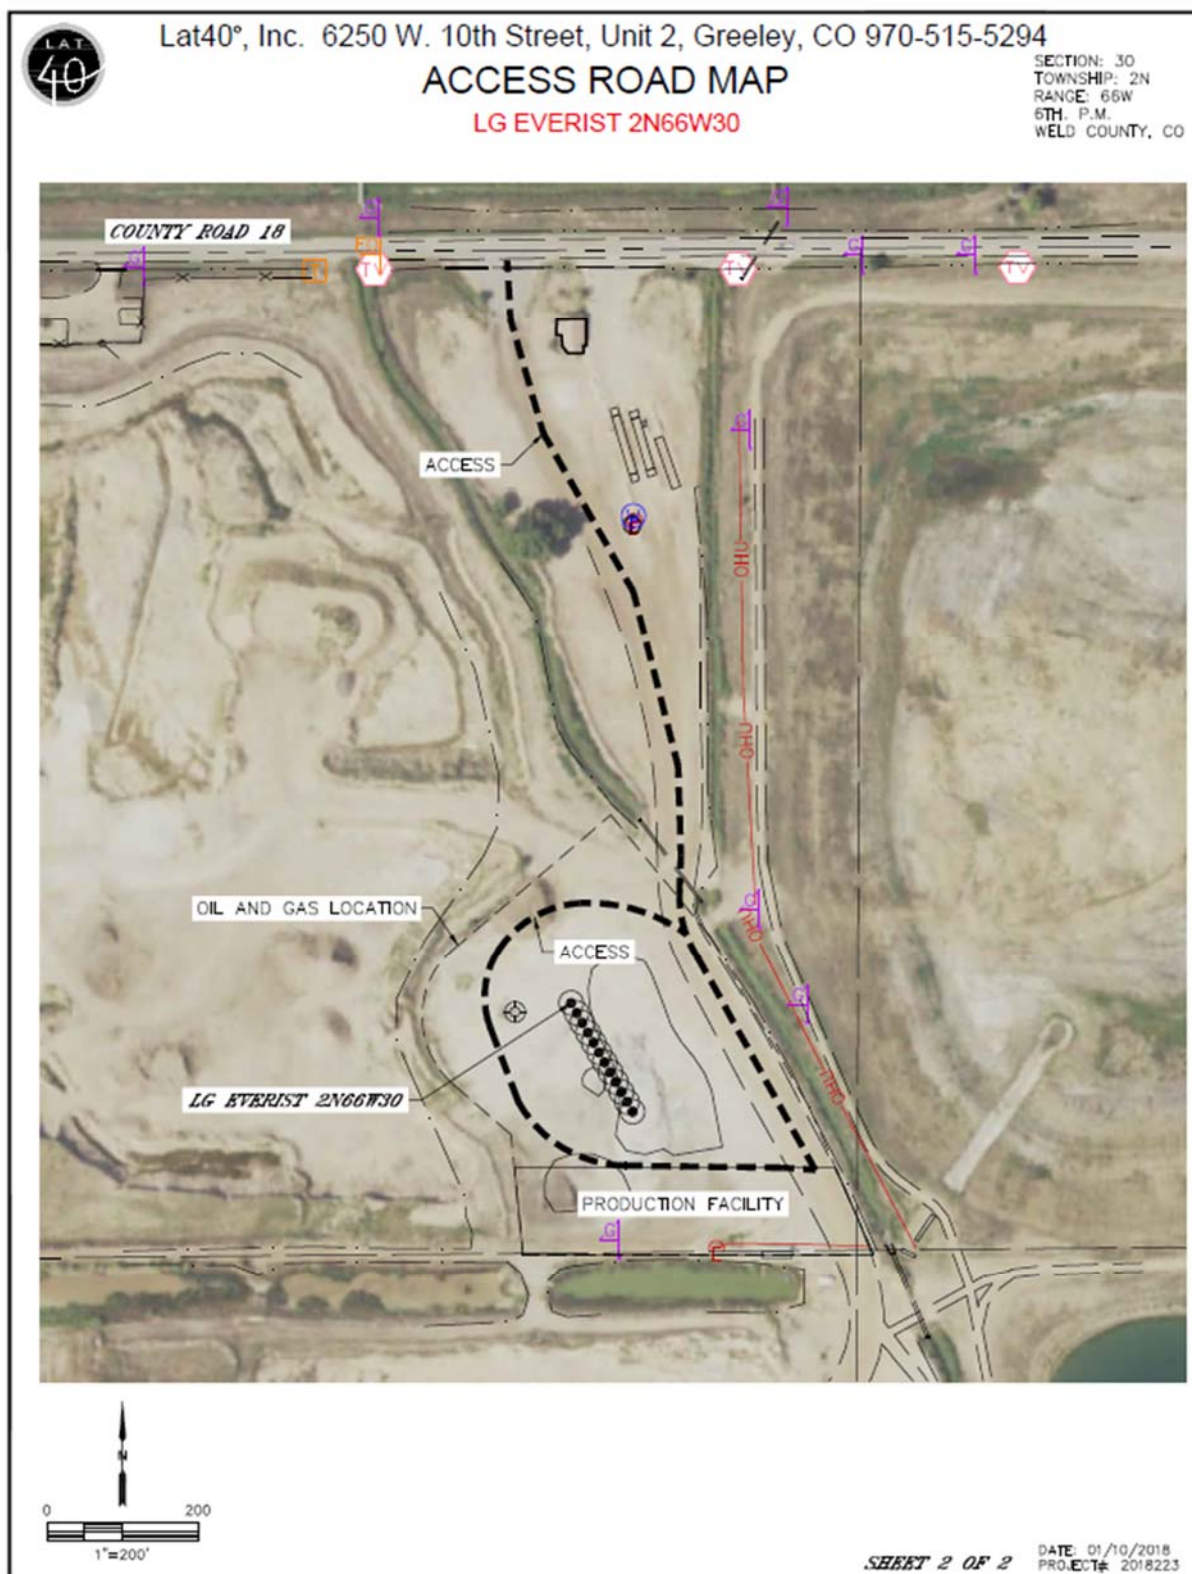 LAT
40
Lat40°, Inc. 6250 W. 10th Street, Unit 2, Greeley, CO 970-515-5294
ACCESS ROAD MAP
LG EVERIST 2N66W30
SECTION: 30
TOWNSHIP: 2N
RANGE: 66W
6TH. P.M.
WELD COUNTY, CO
G
G
COUNTY ROAD 18
G
FO
G
G
T
TV
TV
TV
G
ACCESS
E
OHU
OHU
G
OHU
OIL AND GAS LOCATION
ACCESS
G
OHU
LG EVERIST 2N66W30
PRODUCTION FACILITY
G
N
0
200
1"=200'
SHEET 2 OF 2
DATE: 01/10/2018
PROJECT#: 2018223